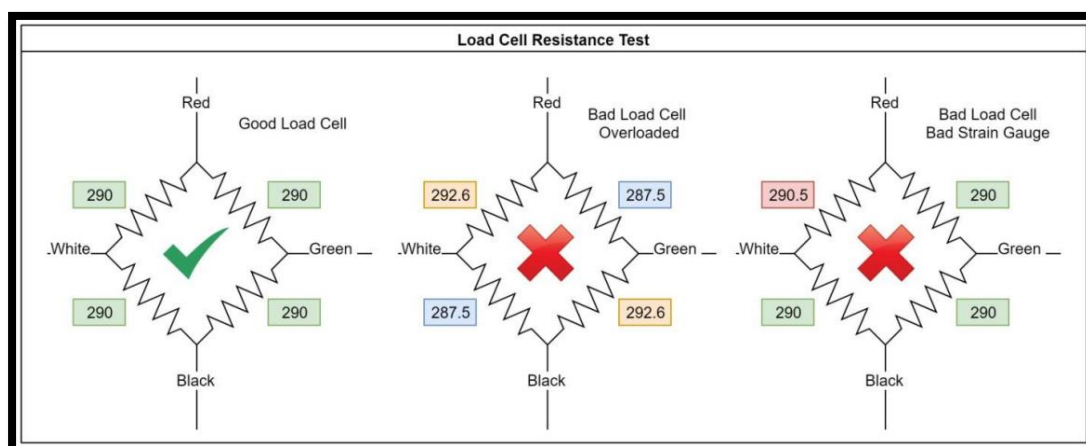 Load Cell Resistance Test
Red
Good Load Cell
290
290
White
Green
290
290
Black
Red
Bad Load Cell
Overloaded
292.6
287.5
White
Green
287.5
292.6
Black
Red
Bad Load Cell
Bad Strain Gauge
290.5
290
White
Green
290
290
Black